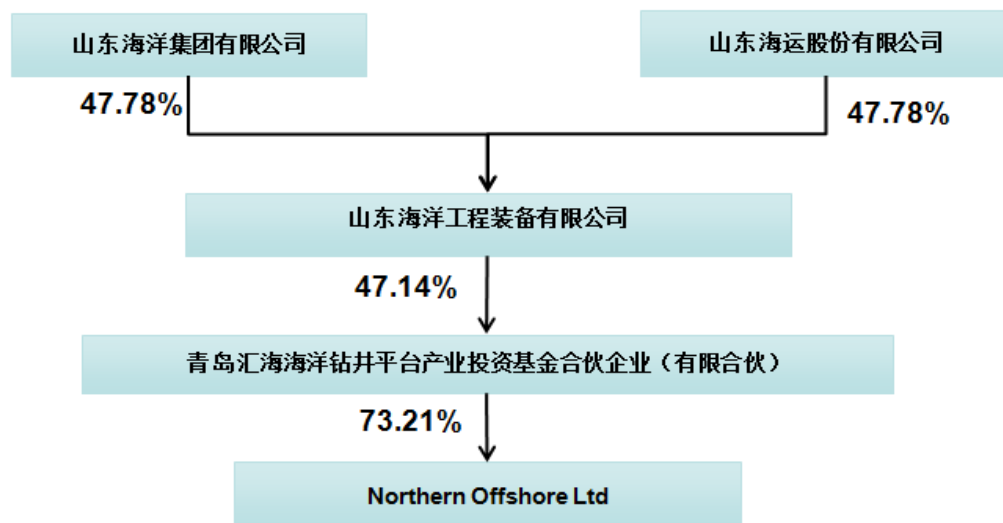 山东海洋集团有限公司
山东海运股份有限公司
47.78%
47.78%
山东海洋工程装备有限公司
47.14%
青岛汇海海洋钻井平台产业投资基金合伙企业（有限合伙）
73.21%
Northern Offshore Ltd